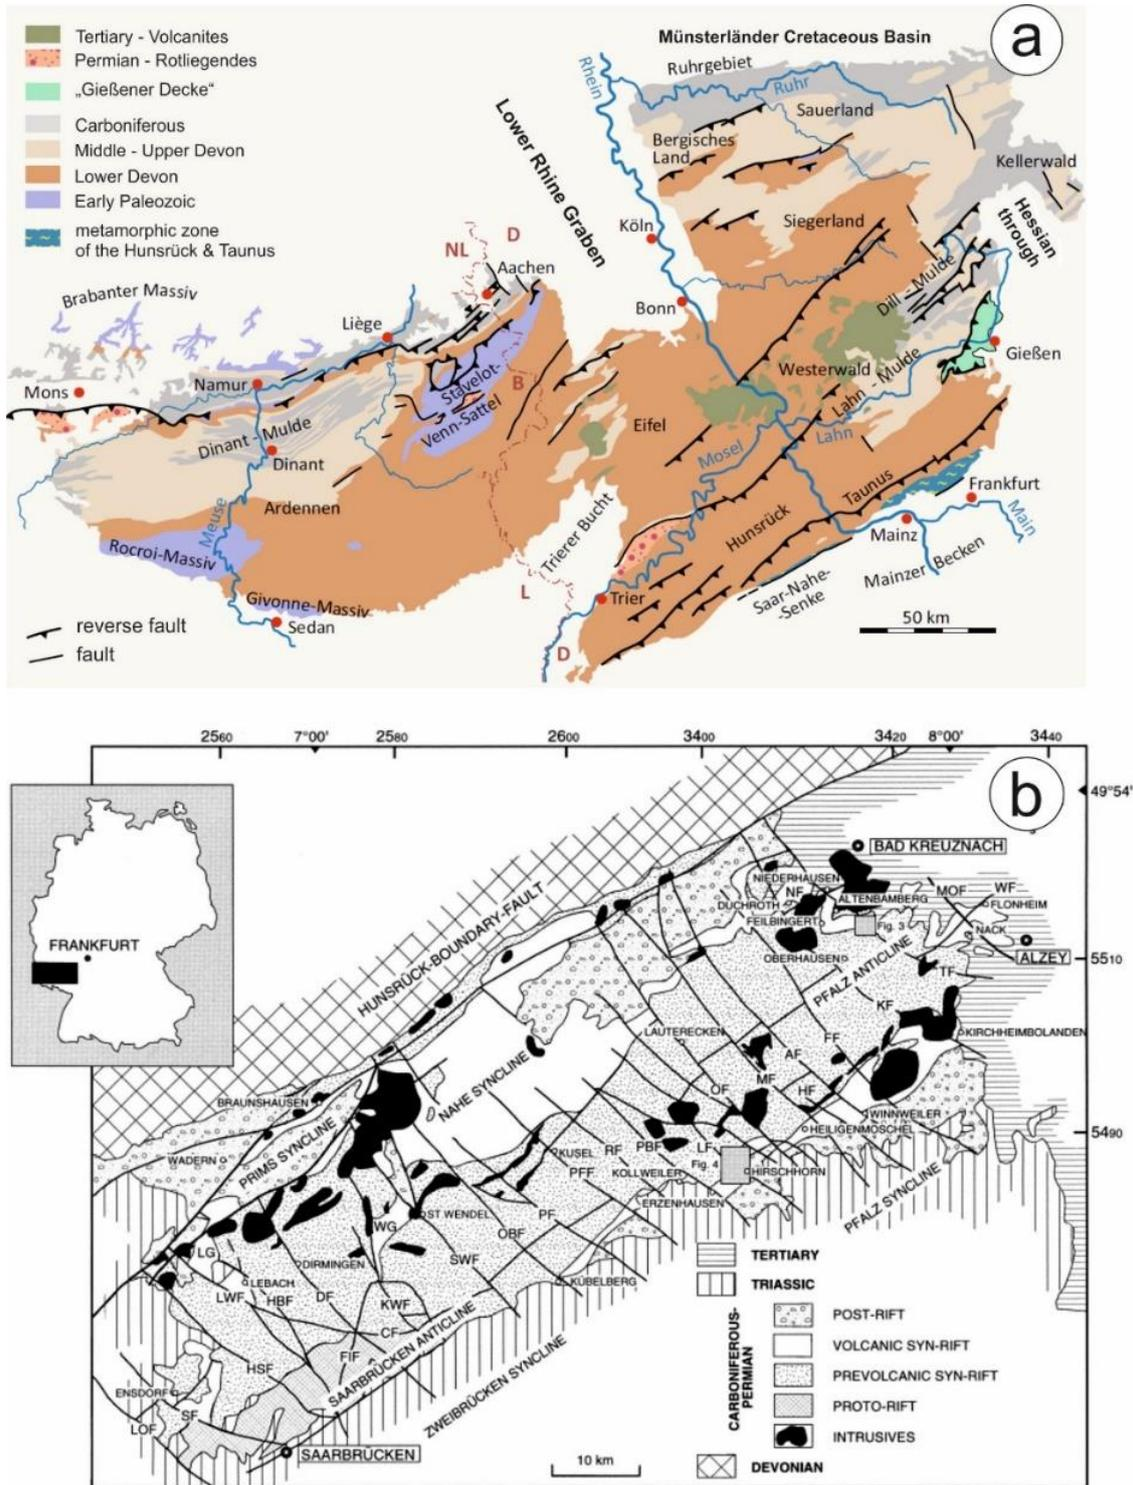 Tertiary - Volcanites
Permian - Rotliegendes
„Gießener Decke“
Carboniferous
Middle - Upper Devon
Lower Devon
Early Paleozoic
metamorphic zone
of the Hunsrück & Taunus
Münsterländer Cretaceous Basin
a
Ruhrgebiet
Rhein
Ruhr
Sauerland
Lower Rhine Graben
Bergisches
Land
Kellerwald
Hessian
through
Siegerland
Köln
NL
D
Aachen
Dill - Mulde
Brabanter Massiv
Bonn
Liège
Gießen
Westerwald
Lahn - Mulde
Stavelot-
Venn-Sattel
B
Mons
Namur
Eifel
Lahn
Mosel
Dinant - Mulde
Dinant
Taunus
Frankfurt
Main
Ardennen
Meuse
Hunsrück
Mainz
Trierer Bucht
Rocroi-Massiv
Mainzer Becken
L
Saar-Nahe-
-Senke
Trier
Givonne-Massiv
Sedan
50 km
reverse fault
fault
D
2560
7°00'
2580
2600
3400
3420
8°00'
3440
b
49°54'
BAD KREUZNACH
HUNSRÜCK-BOUNDARY-FAULT
NIEDERHAUSEN
NF
ALTENBAMBERG
MOF
WF
FLONHEIM
DUCHROTH
FEILBINGERT
Fig. 3
NACK
FRANKFURT
OBERHAUSEN
ALZEY
5510
PFALZ ANTICLINE
TF
KF
LAUTERECKEN
FF
KIRCHHEIMBOLANDEN
AF
NAHE SYNCLINE
MF
OF
HF
BRAUNSHAUSEN
WINNWEILER
HEILIGENMOSCHEL
5490
PRIMS SYNCLINE
WADERN
KUSEL
RF
PBF
LF
PFF
KOLLWEILER
Fig. 4
HIRSCHHORN
ERZENHAUSEN
PFALZ SYNCLINE
ST WENDEL
PF
WG
OBF
LG
SWF
DIRMINGEN
LEBACH
KÜBELBERG
LWF
HBF
DF
KWF
CF
SAARBRÜCKEN ANTICLINE
FIF
HSF
ZWEIBRÜCKEN SYNCLINE
ENSDORF
SF
LOF
SAARBRÜCKEN
10 km
TERTIARY
TRIASSIC
CARBONIFEROUS-
PERMIAN
POST-RIFT
VOLCANIC SYN-RIFT
PREVOLCANIC SYN-RIFT
PROTO-RIFT
INTRUSIVES
DEVONIAN